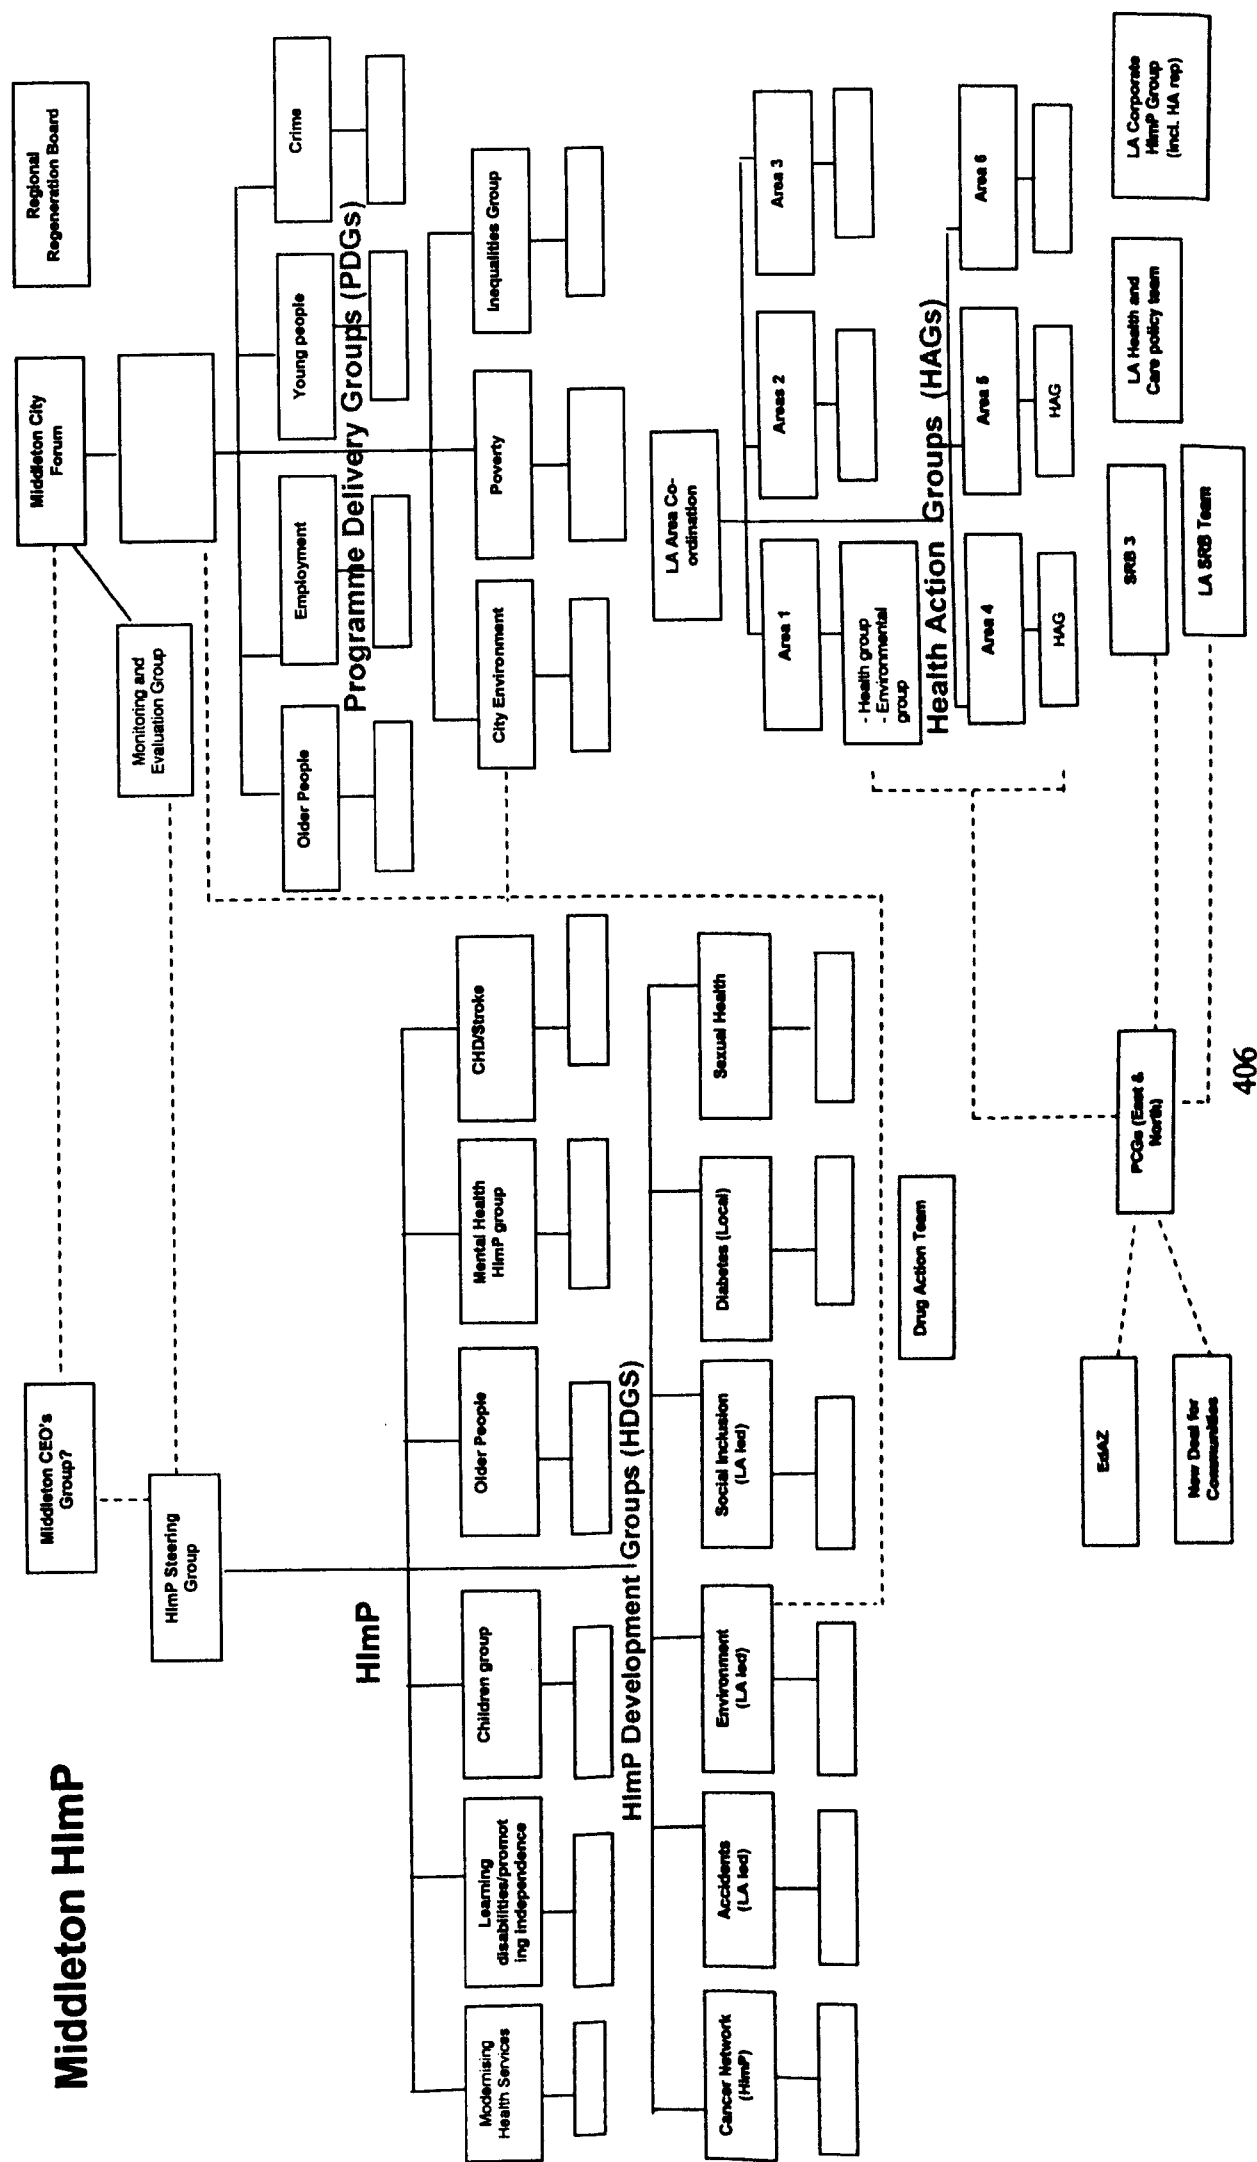 Middleton HImP
Middleton CEO's
Group?
HImP Steering
Group
Middleton City
Forum
Regional
Regeneration Board
Monitoring and
Evaluation Group
HImP
Modernising
Health Services
Learning
disabilities/promot
ing independence
Children group
Older People
Mental Health
HImP group
CHD/Stroke
HImP Development Groups (HDGS)
Cancer Network
(HImP)
Accidents
(LA led)
Environment
(LA led)
Social Inclusion
(LA led)
Diabetes (Local)
Sexual Health
Drug Action Team
Older People
Employment
Young people
Crime
Programme Delivery Groups (PDGs)
City Environment
Poverty
Inequalities Group
LA Area Co-
ordination
Area 1
Areas 2
Area 3
- Health group
- Environmental
group
Health Action Groups (HAGs)
Area 4
Area 5
Area 6
HAG
HAG
EdAZ
New Deal for
Communities
PCGs (East &
North)
SRB 3
LA SRB Team
LA Health and
Care policy team
LA Corporate
HImP Group
(incl. HA rep)
406